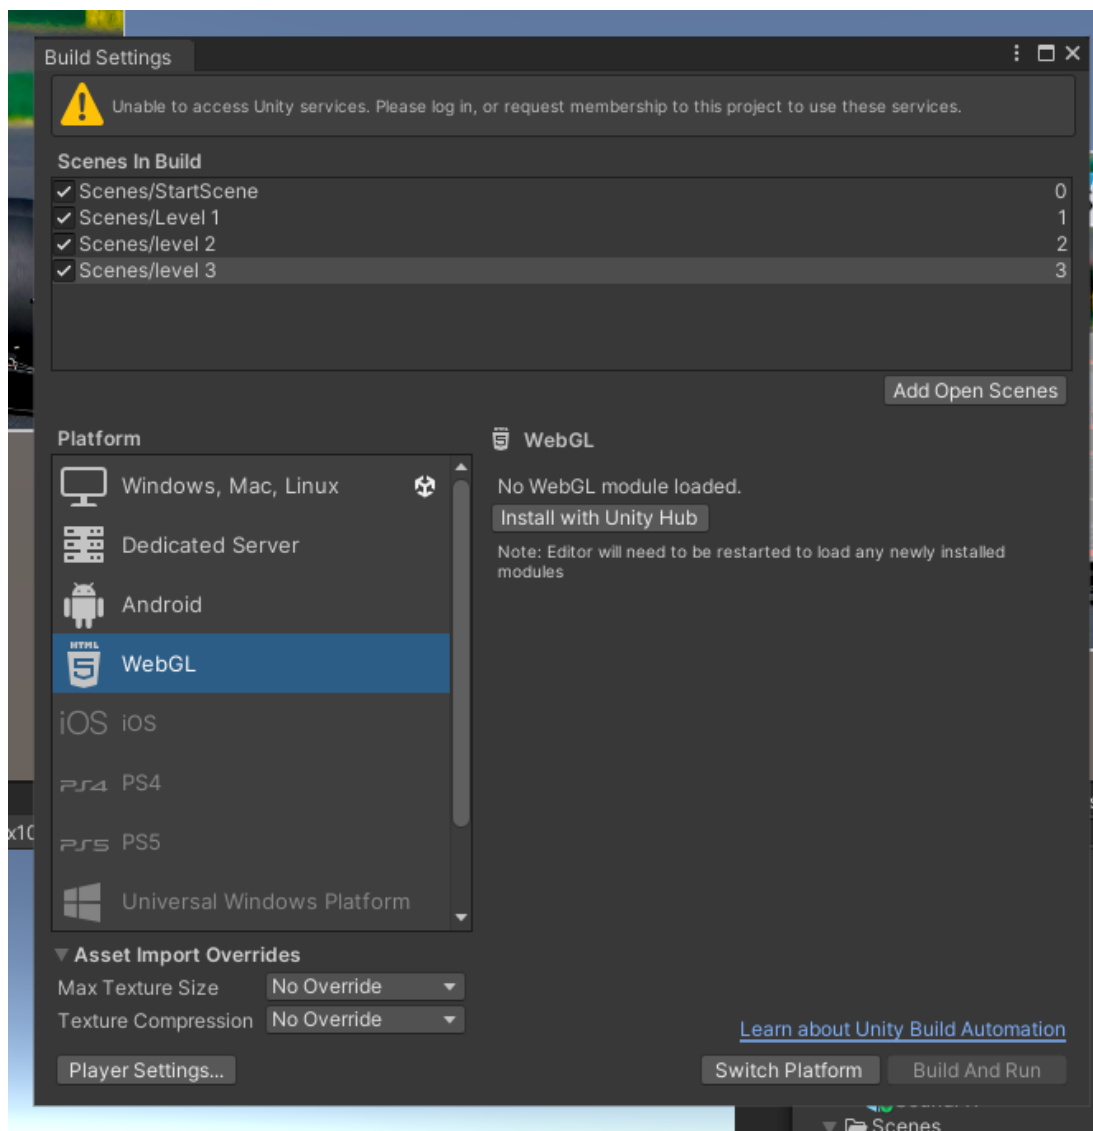 Build Settings
Unable to access Unity services. Please log in, or request membership to this project to use these services.
Scenes In Build
Scenes/StartScene 0
Scenes/Level 1 1
Scenes/level 2 2
Scenes/level 3 3
Add Open Scenes
Platform
Windows, Mac, Linux
Dedicated Server
Android
HTML 5 WebGL
iOS iOS
PS4 PS4
PS5 PS5
Universal Windows Platform
WebGL
No WebGL module loaded.
Install with Unity Hub
Note: Editor will need to be restarted to load any newly installed
modules
x10
Asset Import Overrides
Max Texture Size No Override
Texture Compression No Override
Learn about Unity Build Automation
Player Settings...
Switch Platform
Build And Run
Scenes